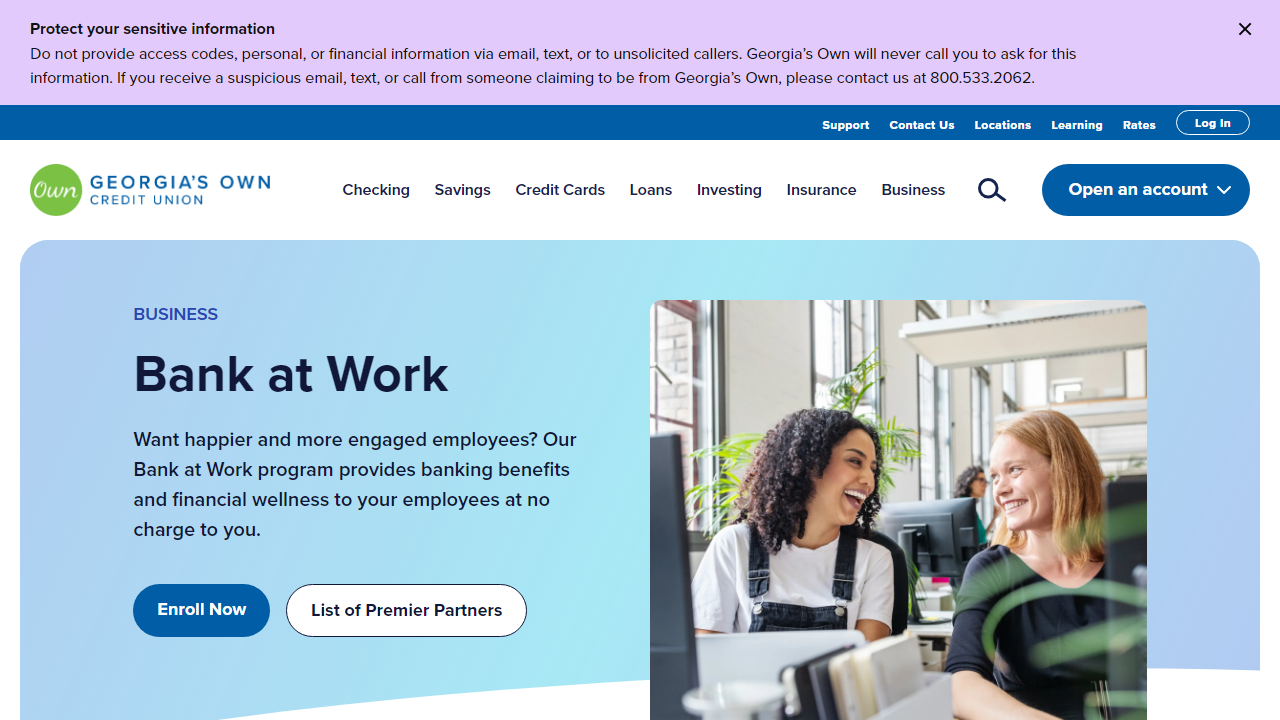 Protect your sensitive information
Do not provide access codes, personal, or financial information via email, text, or to unsolicited callers. Georgia’s Own will never call you to ask for this
information. If you receive a suspicious email, text, or call from someone claiming to be from Georgia’s Own, please contact us at 800.533.2062.
Support Contact Us Locations Learning Rates Log In
Own GEORGIA’S OWN
CREDIT UNION
Checking Savings Credit Cards Loans Investing Insurance Business Open an account
BUSINESS
Bank at Work
Want happier and more engaged employees? Our
Bank at Work program provides banking benefits
and financial wellness to your employees at no
charge to you.
Enroll Now List of Premier Partners